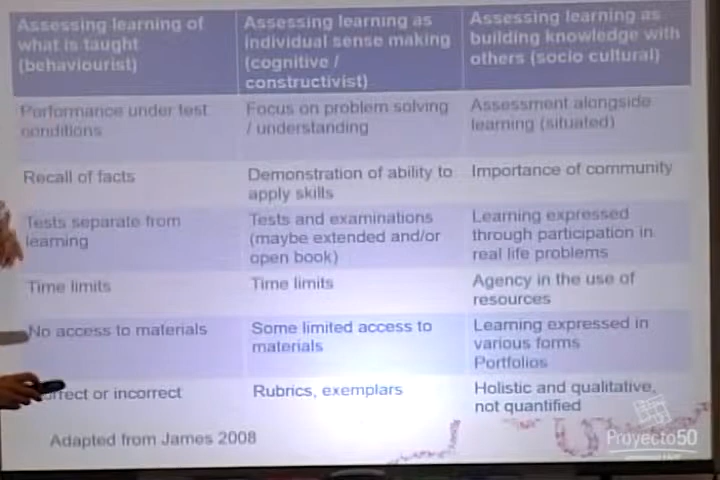 Assessing learning of
what is taught
(behaviourist)
Assessing learning as
individual sense making
(cognitive /
constructivist)
Assessing learning as
building knowledge with
others (socio cultural)
Performance under test
conditions
Focus on problem solving
/ understanding
Assessment alongside
learning (situated)
Recall of facts
Demonstration of ability to
apply skills
Importance of community
Tests separate from
learning
Tests and examinations
(maybe extended and/or
open book)
Learning expressed
through participation in
real life problems
Time limits
Time limits
Agency in the use of
resources
No access to materials
Some limited access to
materials
Learning expressed in
various forms
Portfolios
or incorrect
Rubrics, exemplars
Holistic and qualitative,
not quantified
Adapted from James 2008
Proyecto50